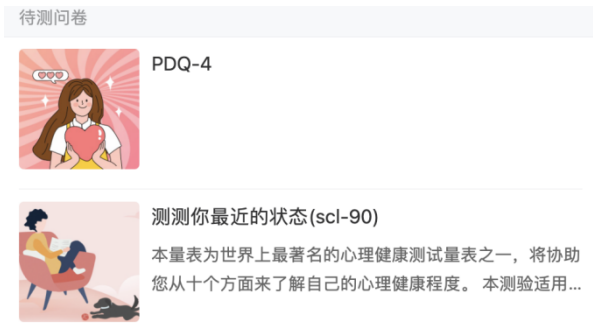 待测问卷
PDQ-4
测测你最近的状态(scl-90)
本量表为世界上最著名的心理健康测试量表之一，将协助
您从十个方面来了解自己的心理健康程度。 本测验适用...